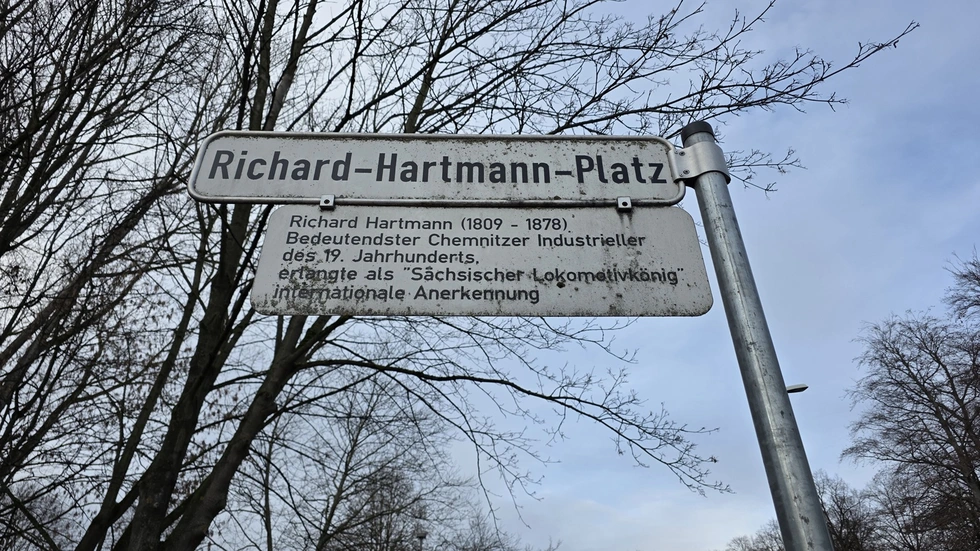 Richard-Hartmann-Platz
Richard Hartmann (1809 - 1878),
Bedeutendster Chemnitzer Industrieller
des 19. Jahrhunderts,
erlangte als "Sächsischer Lokomotivkönig"
internationale Anerkennung